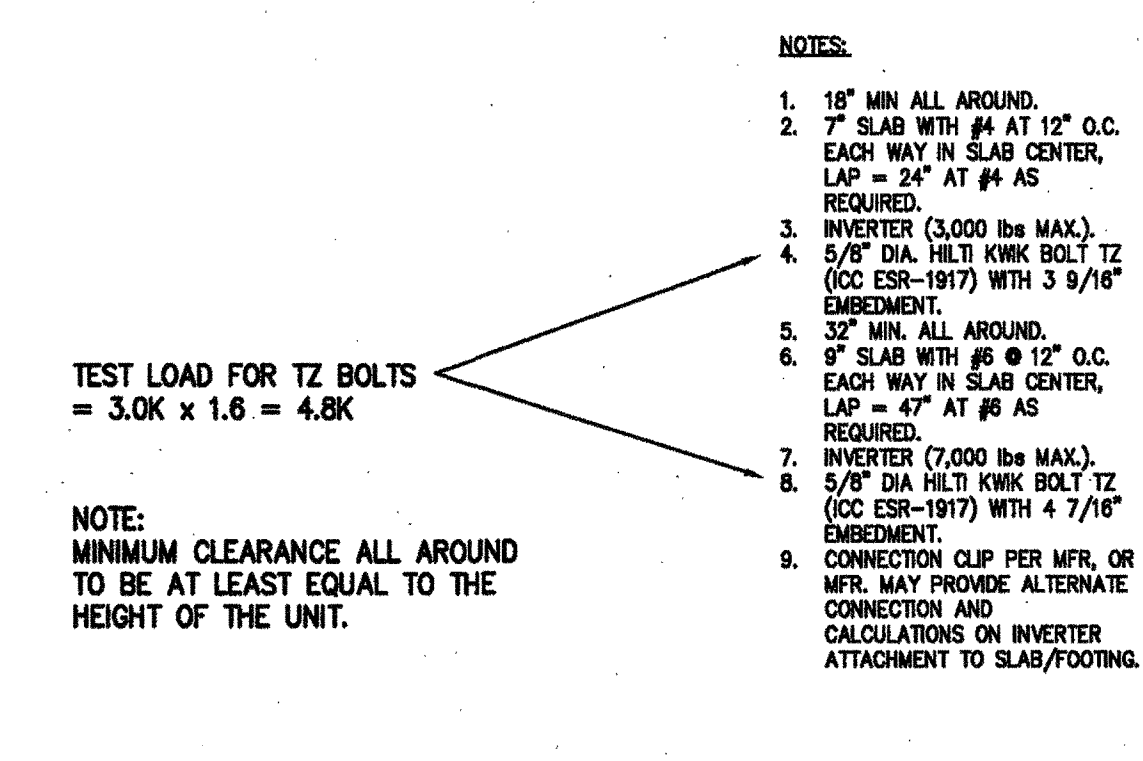 NOTES:
1. 18" MIN ALL AROUND.
2. 7" SLAB WITH #4 AT 12" O.C.
EACH WAY IN SLAB CENTER,
LAP = 24" AT #4 AS
REQUIRED.
3. INVERTER (3,000 lbs MAX.).
4. 5/8" DIA. HILTI KWIK BOLT TZ
(ICC ESR-1917) WITH 3 9/16"
EMBEDMENT.
5. 32" MIN. ALL AROUND.
6. 9" SLAB WITH #6 @ 12" O.C.
EACH WAY IN SLAB CENTER,
LAP = 47" AT #6 AS
REQUIRED.
7. INVERTER (7,000 lbs MAX.).
8. 5/8" DIA HILTI KWIK BOLT TZ
(ICC ESR-1917) WITH 4 7/16"
EMBEDMENT.
9. CONNECTION CLIP PER MFR, OR
MFR. MAY PROVIDE ALTERNATE
CONNECTION AND
CALCULATIONS ON INVERTER
ATTACHMENT TO SLAB/FOOTING.
TEST LOAD FOR TZ BOLTS
= 3.0K x 1.6 = 4.8K
NOTE:
MINIMUM CLEARANCE ALL AROUND
TO BE AT LEAST EQUAL TO THE
HEIGHT OF THE UNIT.